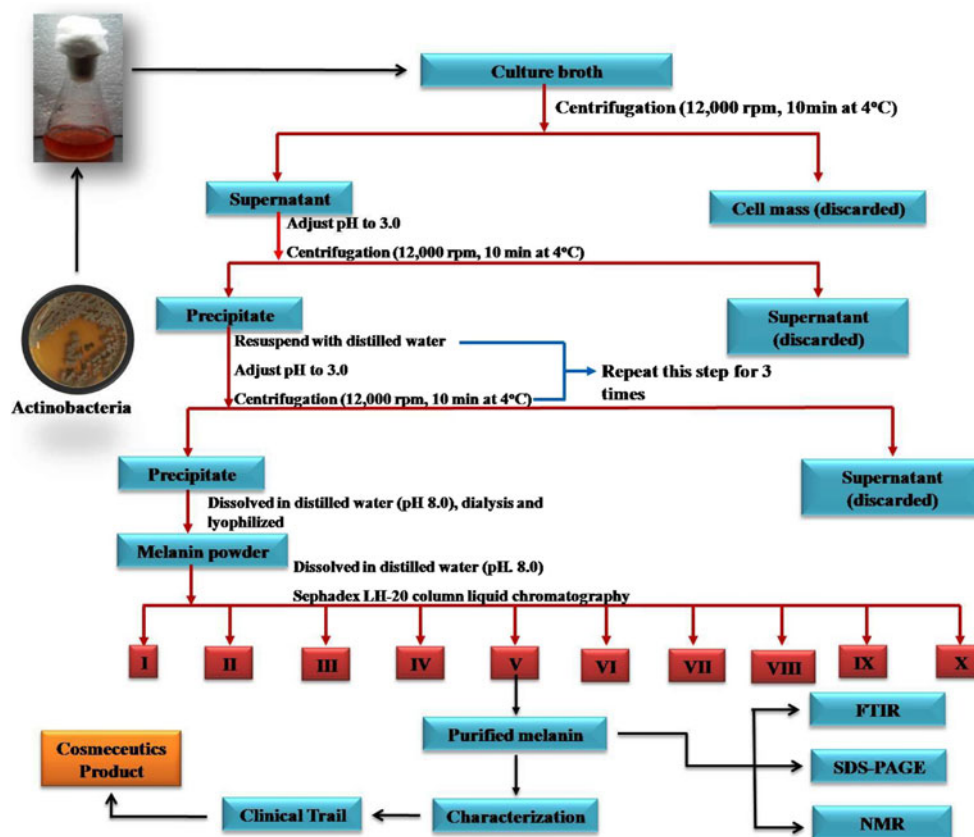 Culture broth
Centrifugation (12,000 rpm, 10min at 4°C)
Supernatant
Cell mass (discarded)
Adjust pH to 3.0
Centrifugation (12,000 rpm, 10 min at 4°C)
Precipitate
Supernatant
(discarded)
Resuspend with distilled water
Adjust pH to 3.0
Centrifugation (12,000 rpm, 10 min at 4°C)
Repeat this step for 3
times
Actinobacteria
Precipitate
Supernatant
(discarded)
Dissolved in distilled water (pH 8.0), dialysis and
lyophilized
Melanin powder
Dissolved in distilled water (pH. 8.0)
Sephadex LH-20 column liquid chromatography
I
II
III
IV
V
VI
VII
VIII
IX
X
Purified melanin
FTIR
SDS-PAGE
NMR
Cosmeceutics
Product
Clinical Trail
Characterization